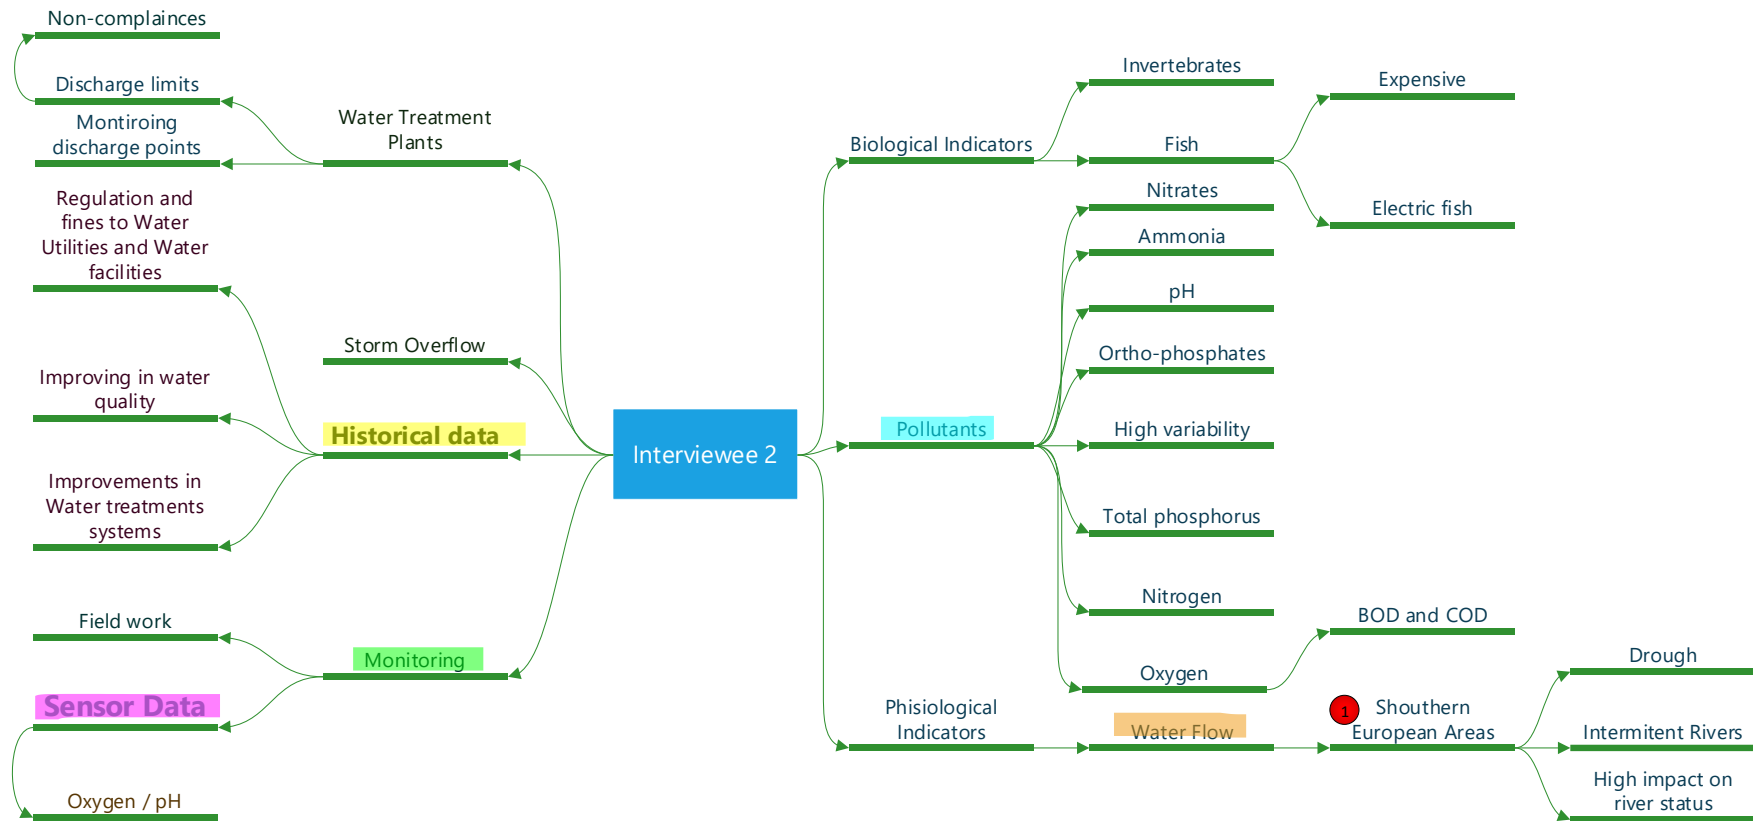 Non-complainces
Discharge limits
Montiroing
discharge points
Water Treatment
Plants
Regulation and
fines to Water
Utilities and Water
facilities
Storm Overflow
Improving in water
quality
Historical data
Improvements in
Water treatments
systems
Field work
Monitoring
Sensor Data
Oxygen / pH
Interviewee 2
Biological Indicators
Invertebrates
Fish
Expensive
Electric fish
Pollutants
Nitrates
Ammonia
pH
Ortho-phosphates
High variability
Total phosphorus
Nitrogen
Oxygen
BOD and COD
Phisiological
Indicators
Water Flow
1
Shouthern
European Areas
Drough
Intermitent Rivers
High impact on
river status